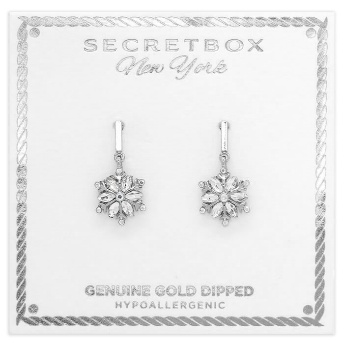 SECRETBOX
New York
GENUINE GOLD DIPPED
HYPOALLERGENIC